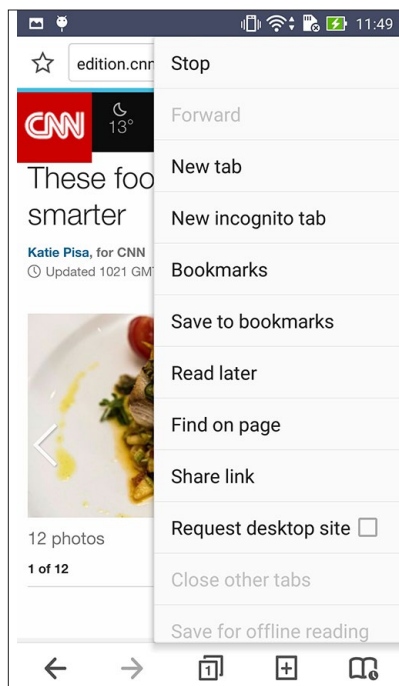 11:49
edition.cnn
Stop
Forward
New tab
New incognito tab
Bookmarks
Save to bookmarks
Read later
Find on page
Share link
Request desktop site
Close other tabs
Save for offline reading
CNN
13°
These foo
smarter
Katie Pisa, for CNN
Updated 1021 GM
12 photos
1 of 12
1